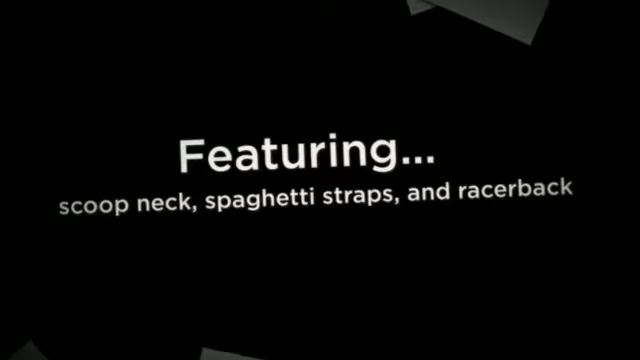 Featuring...
scoop neck, spaghetti straps, and racerback